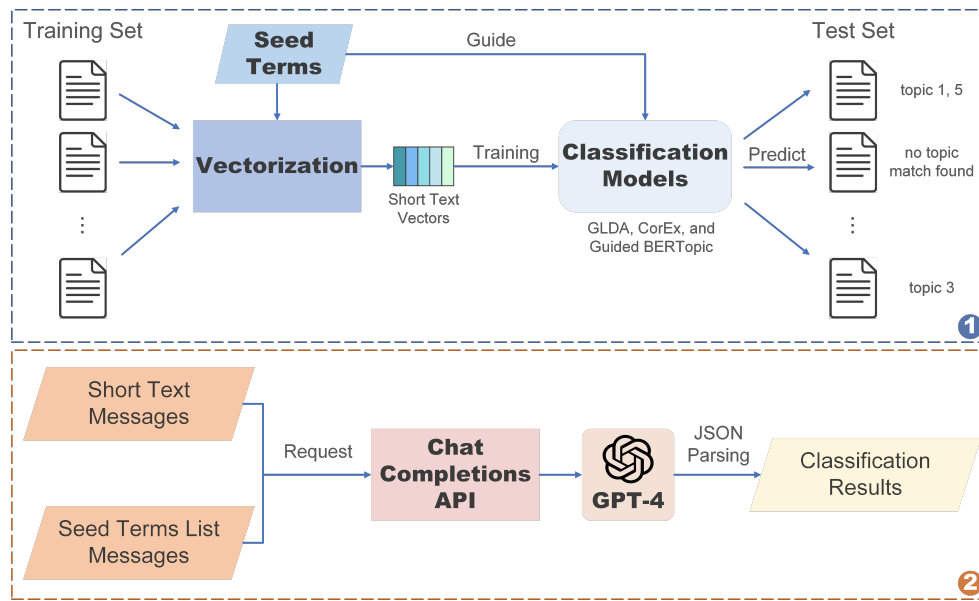 Training Set
Seed
Terms
Guide
Test Set
Vectorization
Short Text
Vectors
Training
Classification
Models
GLDA, CorEx, and
Guided BERTopic
Predict
topic 1, 5
no topic
match found
⋮
⋮
topic 3
1
Short Text
Messages
Seed Terms List
Messages
Request
Chat
Completions
API
GPT-4
JSON
Parsing
Classification
Results
2